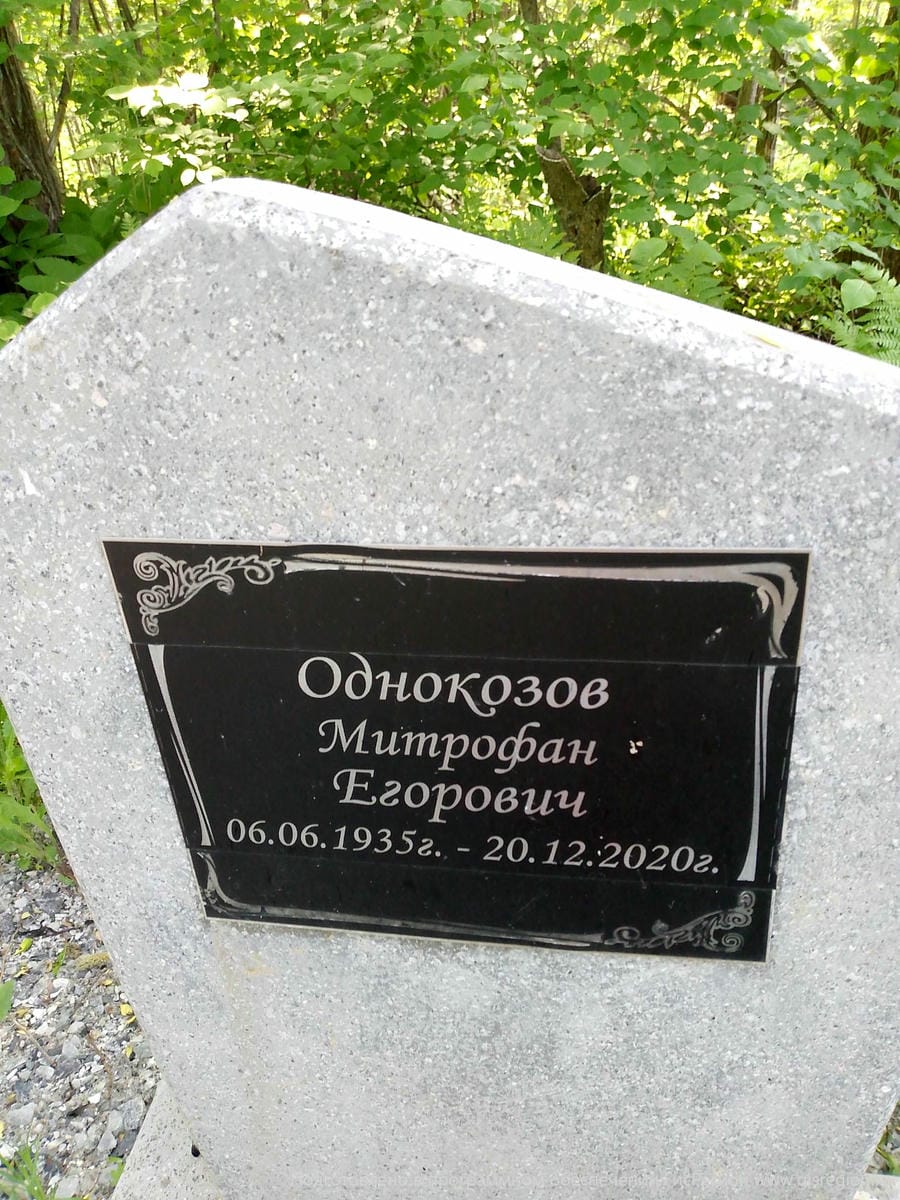 Однокозов
Митрофан
Егорович
06.06.1935г. - 20.12.2020г.